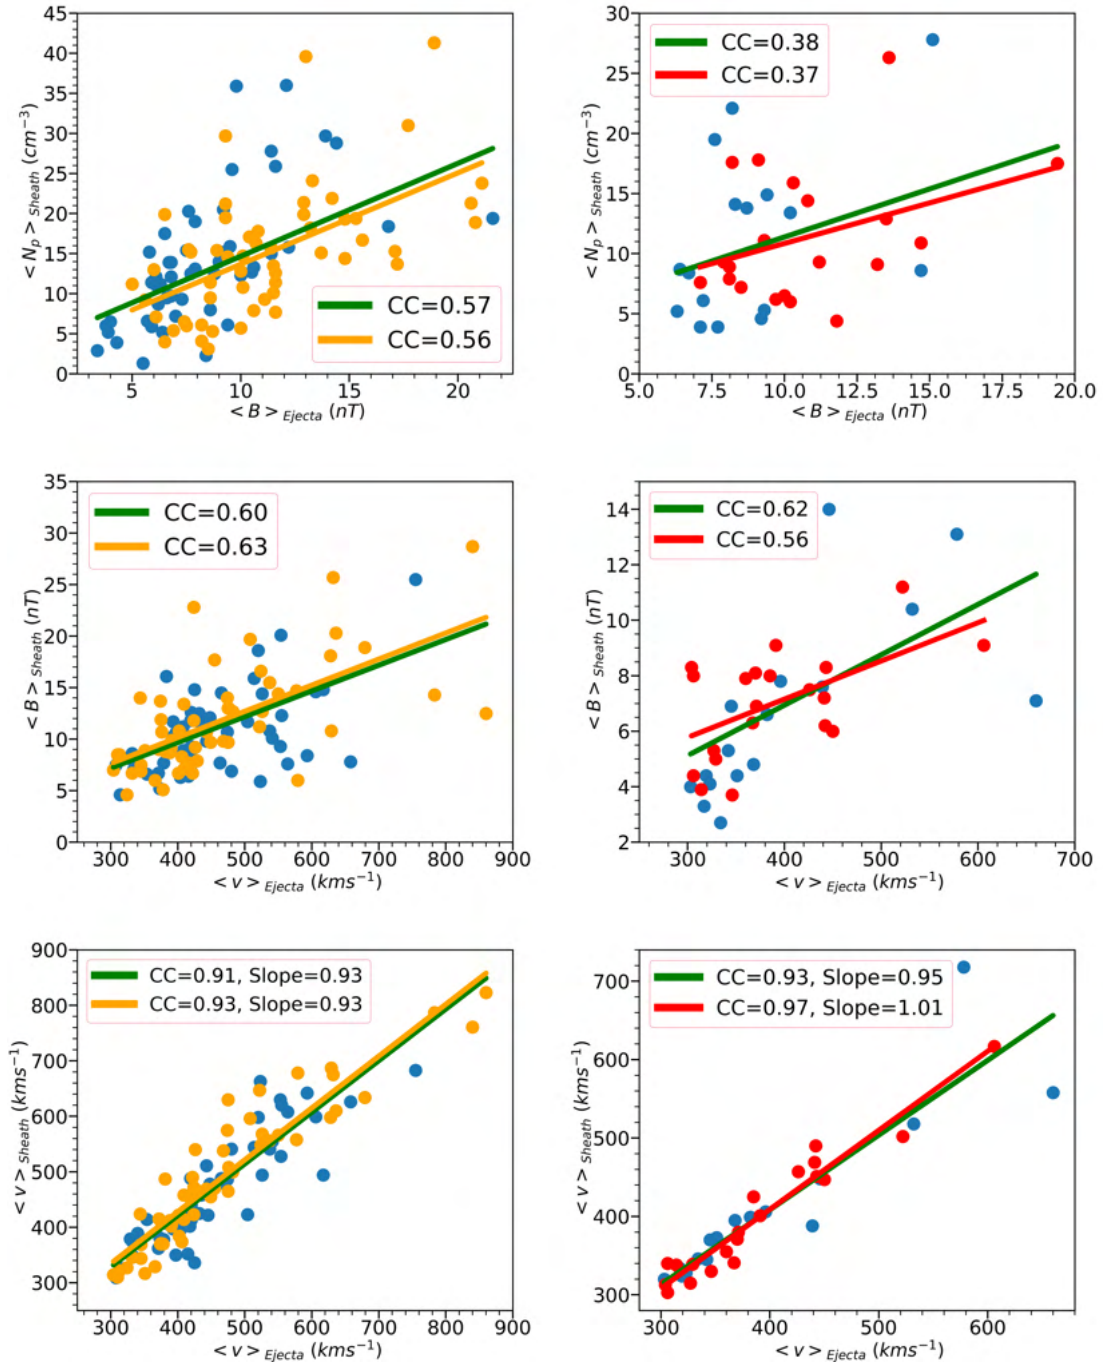 < N_p >_Sheath (cm^−3)
45
40
35
30
25
20
15
10
5
0
CC=0.57
CC=0.56
5 10 15 20
< B >_Ejecta (nT)
< N_p >_Sheath (cm^−3)
30
25
20
15
10
5
0
CC=0.38
CC=0.37
5.0 7.5 10.0 12.5 15.0 17.5 20.0
< B >_Ejecta (nT)
< B >_Sheath (nT)
35
30
25
20
15
10
5
0
CC=0.60
CC=0.63
300 400 500 600 700 800 900
< v >_Ejecta (kms^−1)
< B >_Sheath (nT)
14
12
10
8
6
4
2
CC=0.62
CC=0.56
300 400 500 600 700
< v >_Ejecta (kms^−1)
< v >_Sheath (kms^−1)
900
800
700
600
500
400
300
CC=0.91, Slope=0.93
CC=0.93, Slope=0.93
300 400 500 600 700 800 900
< v >_Ejecta (kms^−1)
< v >_Sheath (kms^−1)
700
600
500
400
300
CC=0.93, Slope=0.95
CC=0.97, Slope=1.01
300 400 500 600
< v >_Ejecta (kms^−1)